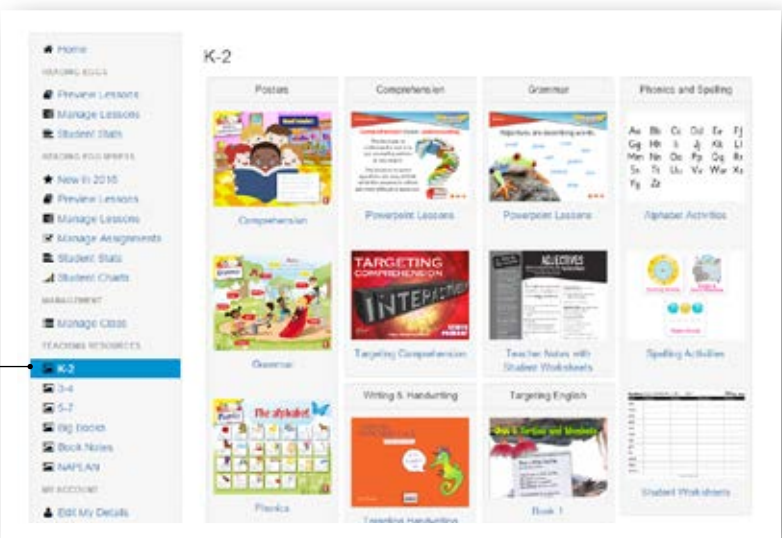 Home
READING EGGS
Preview Lessons
Manage Lessons
Student Stats
READING EGGSPRESS
New in 2016
Preview Lessons
Manage Lessons
Manage Assignments
Student Stats
Student Charts
MANAGEMENT
Manage Class
TEACHING RESOURCES
K-2
3-4
5-7
Big Books
Book Notes
NAPLAN
MY ACCOUNT
Edit My Details
K-2
Posters
Comprehension
Grammar
Phonics
The alphabet
Phonics
Comprehension
Powerpoint Lessons
TARGETING
COMPREHENSION
INTERACTIVE
Targeting Comprehension
Writing & Handwriting
Targeting Handwriting
Grammar
Adjectives are describing words.
Powerpoint Lessons
ADJECTIVES
Teacher Notes with
Student Worksheets
Targeting English
Book 1
Phonics and Spelling
Aa Bb Cc Dd Ee Ff
Gg Hh Ii Jj Kk Ll
Mm Nn Oo Pp Qq Rr
Ss Tt Uu Vv Ww Xx
Yy Zz
Alphabet Activities
Spelling Activities
Student Worksheets